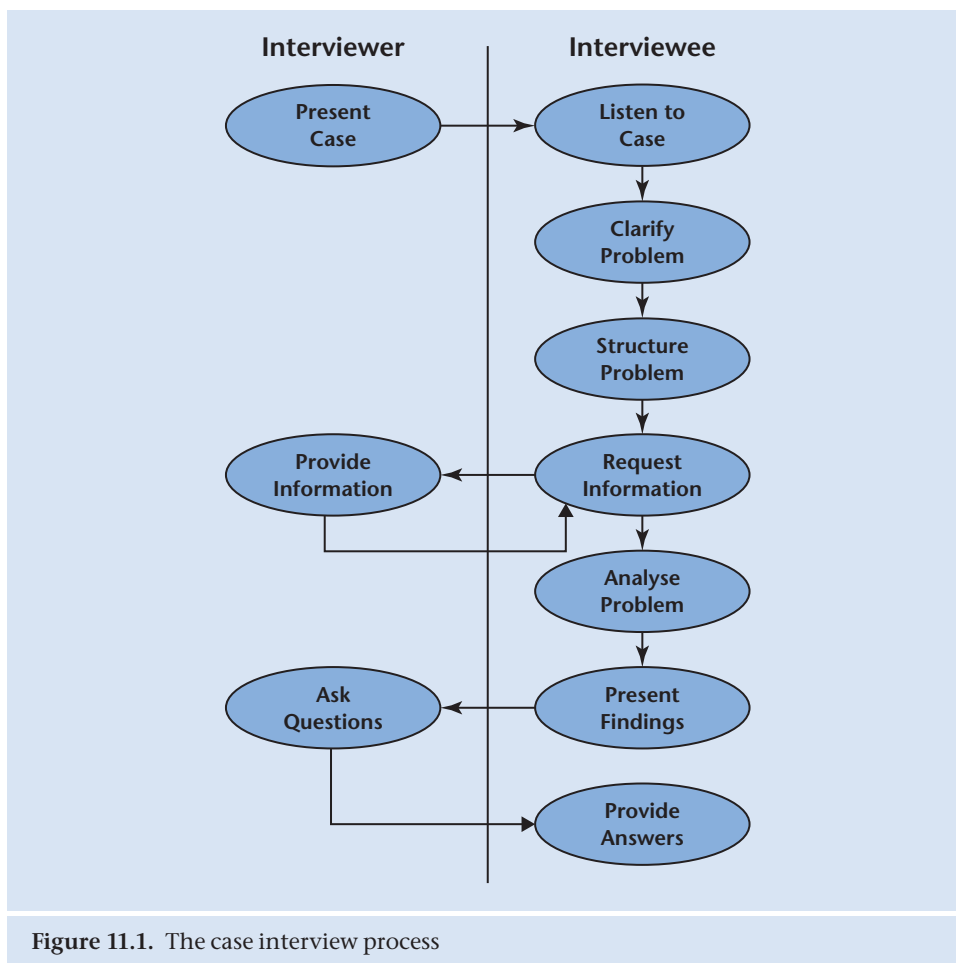 Interviewer
Interviewee
Present
Case
Listen to
Case
Clarify
Problem
Structure
Problem
Provide
Information
Request
Information
Analyse
Problem
Ask
Questions
Present
Findings
Provide
Answers
Figure 11.1. The case interview process